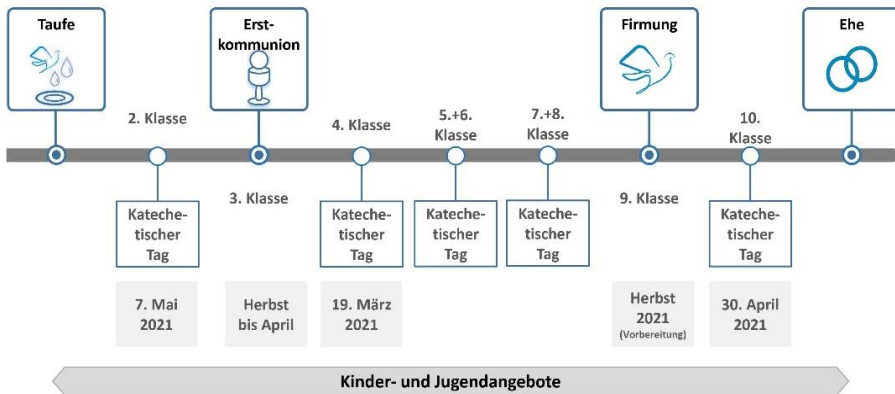 Taufe
Erst-
kommunion
Firmung
Ehe
2. Klasse
4. Klasse
5.+6.
Klasse
7.+8.
Klasse
10.
Klasse
3. Klasse
9. Klasse
Kateche-
tischer
Tag
Kateche-
tischer
Tag
Kateche-
tischer
Tag
Kateche-
tischer
Tag
Kateche-
tischer
Tag
7. Mai
2021
Herbst
bis April
19. März
2021
Herbst
2021
(Vorbereitung)
30. April
2021
Kinder- und Jugendangebote